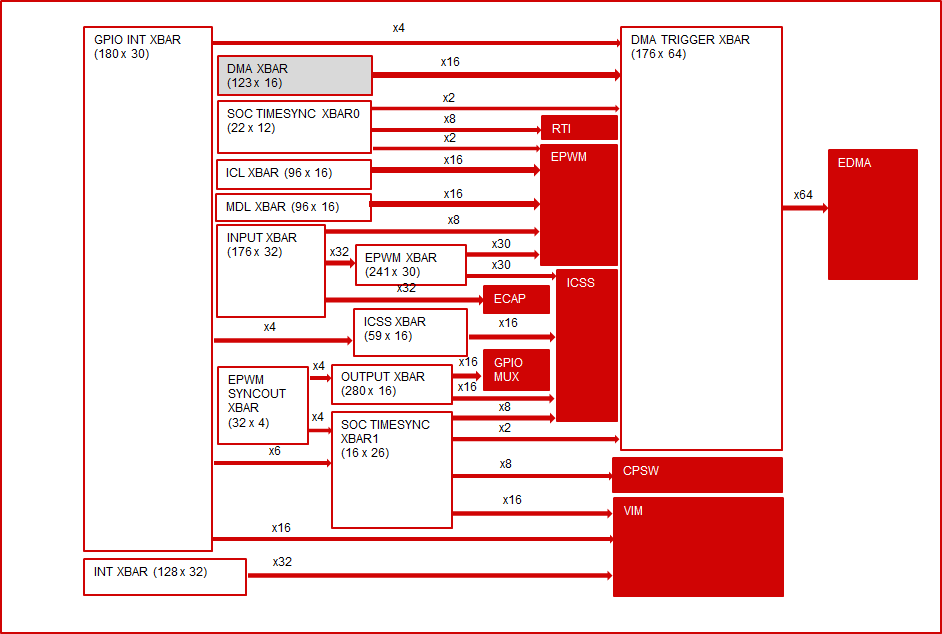 GPIO INT XBAR
(180 x 30)
x4
DMA TRIGGER XBAR
(176 x 64)
DMA XBAR
(123 x 16)
x16
SOC TIMESYNC XBAR0
(22 x 12)
x2
x8
RTI
x2
EPWM
ICL XBAR (96 x 16)
x16
EDMA
MDL XBAR (96 x 16)
x16
x64
INPUT XBAR
(176 x 32)
x8
x32
EPWM XBAR
(241 x 30)
x30
x30
ICSS
x32
ECAP
x4
ICSS XBAR
(59 x 16)
x16
EPWM
SYNCOUT
XBAR
(32 x 4)
x4
OUTPUT XBAR
(280 x 16)
x16
GPIO
MUX
x16
x4
SOC TIMESYNC
XBAR1
(16 x 26)
x8
x2
x6
x8
CPSW
x16
VIM
x16
INT XBAR (128 x 32)
x32